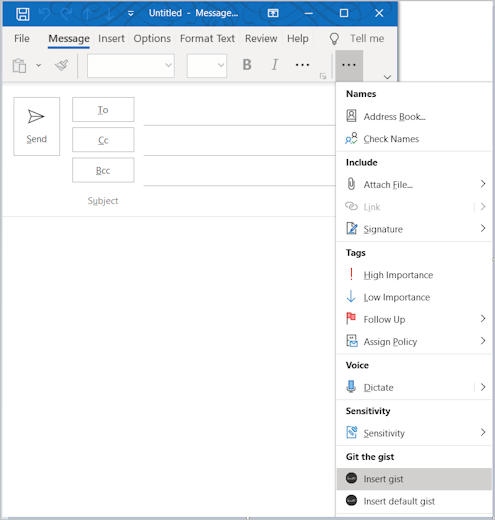 Untitled - Message...
File Message Insert Options Format Text Review Help Tell me
B I ...
...
Names
Address Book...
Check Names
Include
Attach File...
Link
Signature
Tags
High Importance
Low Importance
Follow Up
Assign Policy
Voice
Dictate
Sensitivity
Sensitivity
Git the gist
Insert gist
Insert default gist
Send
To
Cc
Bcc
Subject